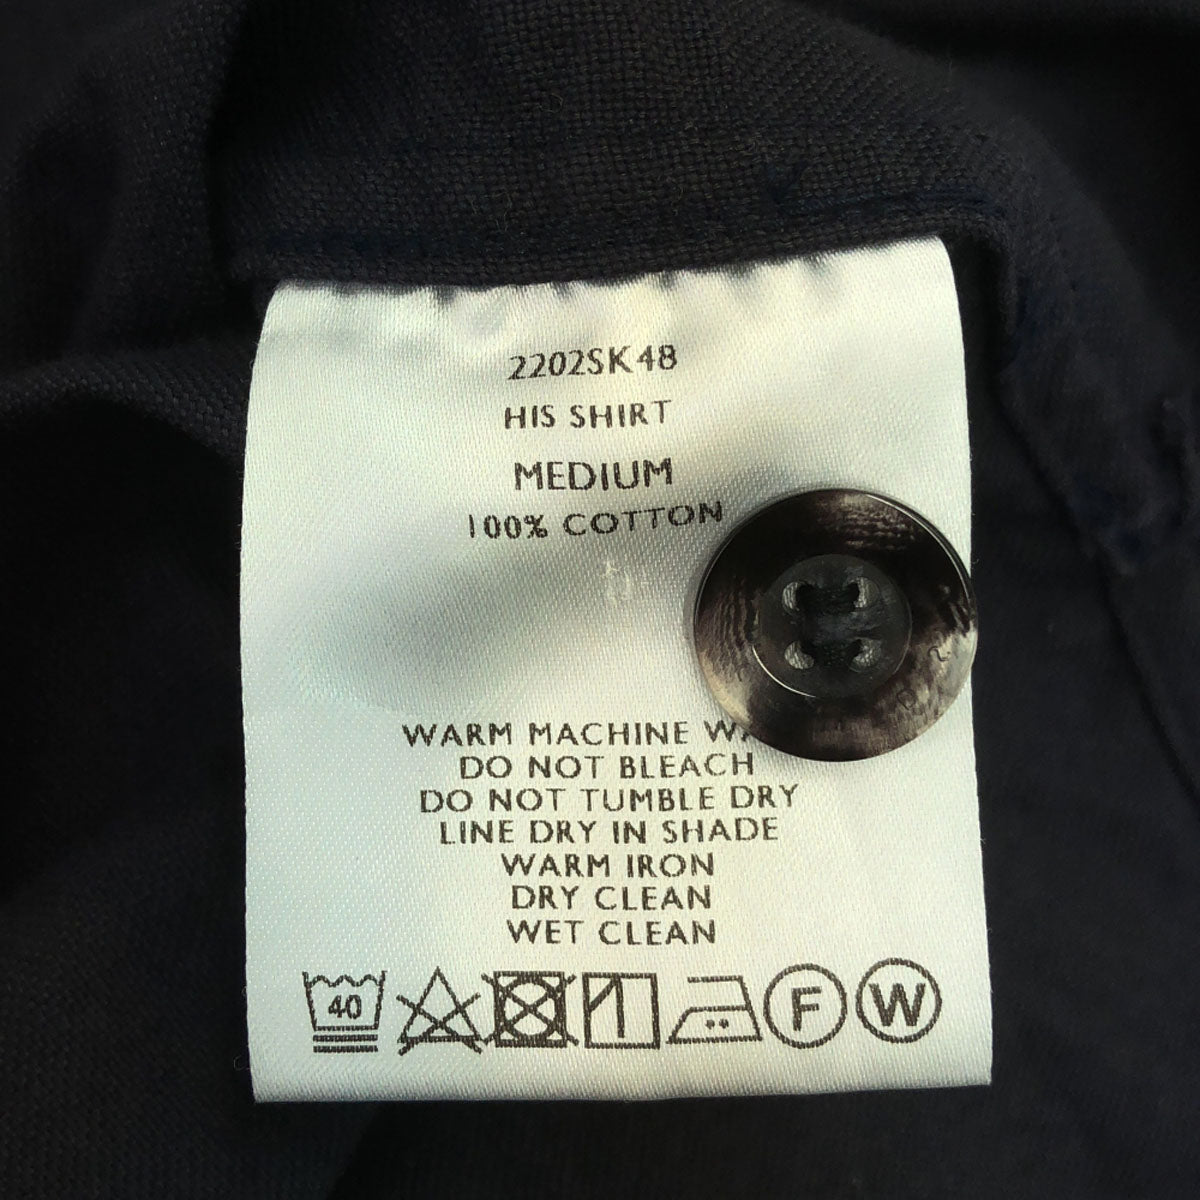 2202SK48
HIS SHIRT
MEDIUM
100% COTTON
WARM MACHINE
DO NOT BLEACH
DO NOT TUMBLE DRY
LINE DRY IN SHADE
WARM IRON
DRY CLEAN
WET CLEAN
40 F W